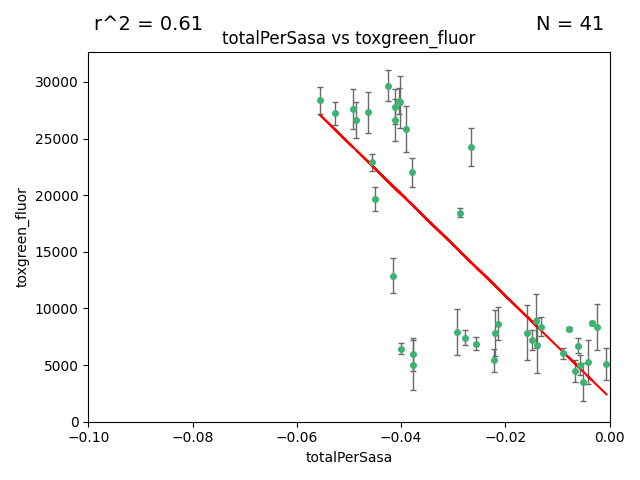 r^2 = 0.61
N = 41
totalPerSasa vs toxgreen_fluor
30000
25000
20000
15000
10000
5000
0
toxgreen_fluor
−0.10
−0.08
−0.06
−0.04
−0.02
0.00
totalPerSasa